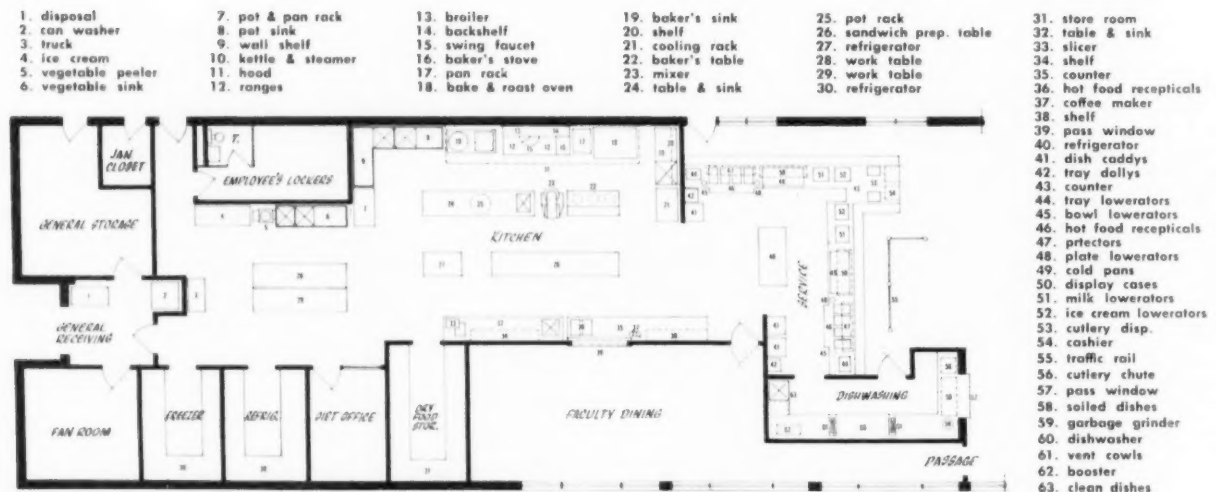 1. disposal
2. can washer
3. truck
4. ice cream
5. vegetable peeler
6. vegetable sink
7. pot & pan rack
8. pot sink
9. wall shelf
10. kettle & steamer
11. hood
12. ranges
13. broiler
14. backshelf
15. swing faucet
16. baker's stove
17. pan rack
18. bake & roast oven
19. baker's sink
20. shelf
21. cooling rack
22. baker's table
23. mixer
24. table & sink
25. pot rack
26. sandwich prep. table
27. refrigerator
28. work table
29. work table
30. refrigerator
31. store room
32. table & sink
33. slicer
34. shelf
35. counter
36. hot food recepticals
37. coffee maker
38. shelf
39. pass window
40. refrigerator
41. dish caddys
42. tray dollys
43. counter
44. tray lowerators
45. bowl lowerators
46. hot food recepticals
47. prtectors
48. plate lowerators
49. cold pans
50. display cases
51. milk lowerators
52. ice cream lowerators
53. cutlery disp.
54. cashier
55. traffic rail
56. cutlery chute
57. pass window
58. soiled dishes
59. garbage grinder
60. dishwasher
61. vent cowls
62. booster
63. clean dishes
JAN.
CLOSET
T.
EMPLOYEE'S LOCKERS
GENERAL STORAGE
KITCHEN
SERVICE
GENERAL
RECEIVING
FAN ROOM
FREEZER
REFRIG.
DIET OFFICE
DRY
FOOD
STOR.
FACULTY DINING
DISHWASHING
PASSAGE